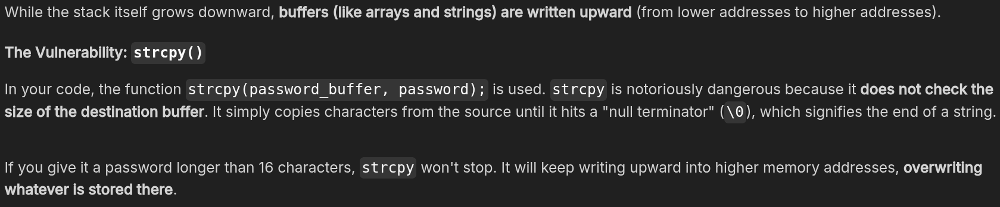 While the stack itself grows downward, buffers (like arrays and strings) are written upward (from lower addresses to higher addresses).
The Vulnerability: strcpy()
In your code, the function strcpy(password_buffer, password); is used. strcpy is notoriously dangerous because it does not check the
size of the destination buffer. It simply copies characters from the source until it hits a "null terminator" (\0), which signifies the end of a string.
If you give it a password longer than 16 characters, strcpy won't stop. It will keep writing upward into higher memory addresses, overwriting
whatever is stored there.